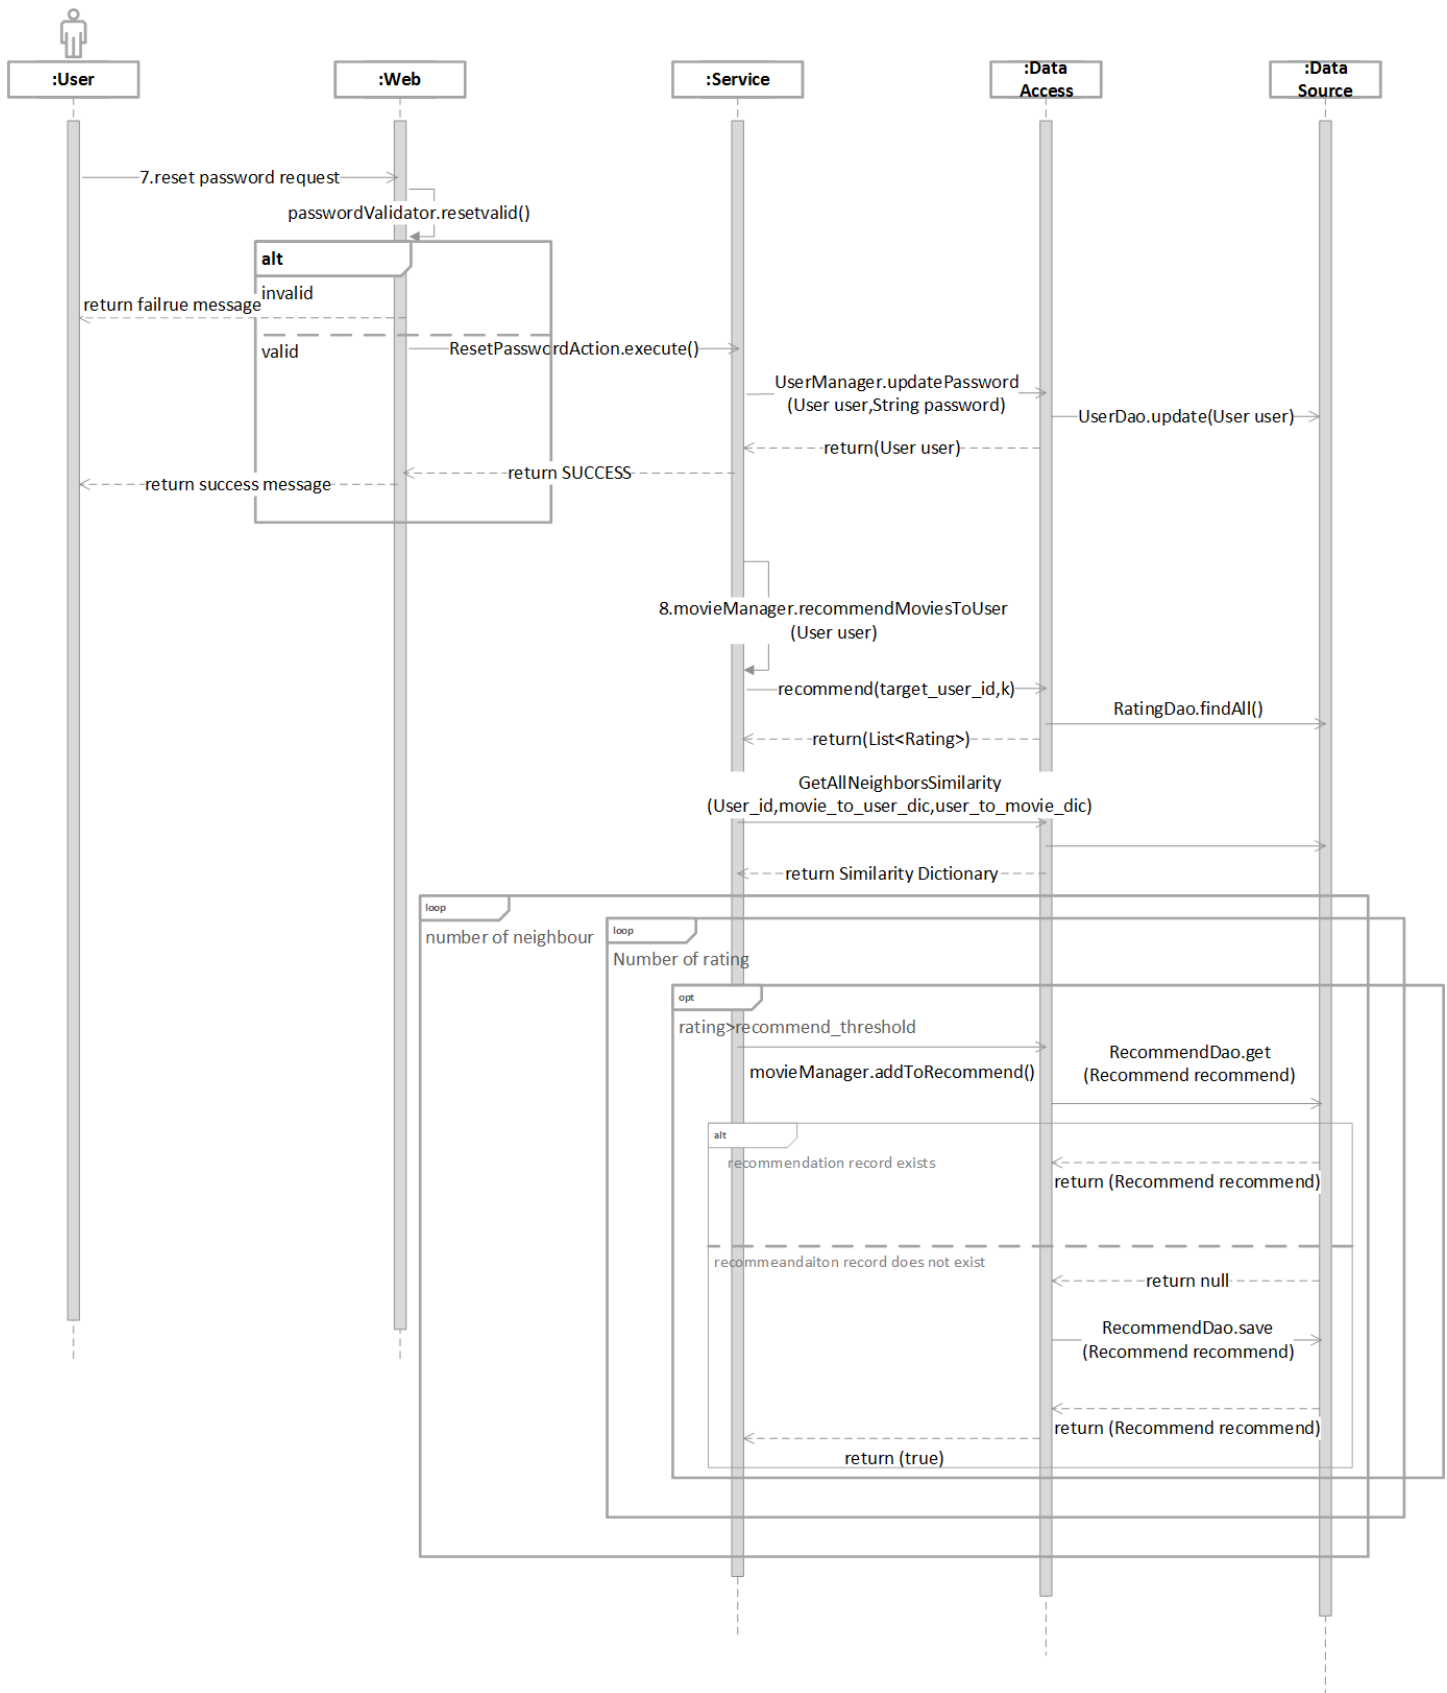 :User
:Web
:Service
:Data
Access
:Data
Source
7.reset password request
passwordValidator.resetvalid()
alt
invalid
return failrue message
valid
ResetPasswordAction.execute()
UserManager.updatePassword
(User user,String password)
UserDao.update(User user)
return(User user)
return SUCCESS
return success message
8.movieManager.recommendMoviesToUser
(User user)
recommend(target_user_id,k)
RatingDao.findAll()
return(List<Rating>)
GetAllNeighborsSimilarity
(User_id,movie_to_user_dic,user_to_movie_dic)
return Similarity Dictionary
loop
number of neighbour
loop
Number of rating
opt
rating>recommend_threshold
movieManager.addToRecommend()
RecommendDao.get
(Recommend recommend)
alt
recommendation record exists
return (Recommend recommend)
recommeandaiton record does not exist
return null
RecommendDao.save
(Recommend recommend)
return (Recommend recommend)
return (true)